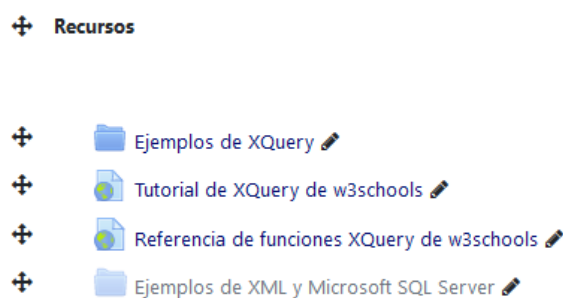 Recursos
Ejemplos de XQuery
Tutorial de XQuery de w3schools
Referencia de funciones XQuery de w3schools
Ejemplos de XML y Microsoft SQL Server